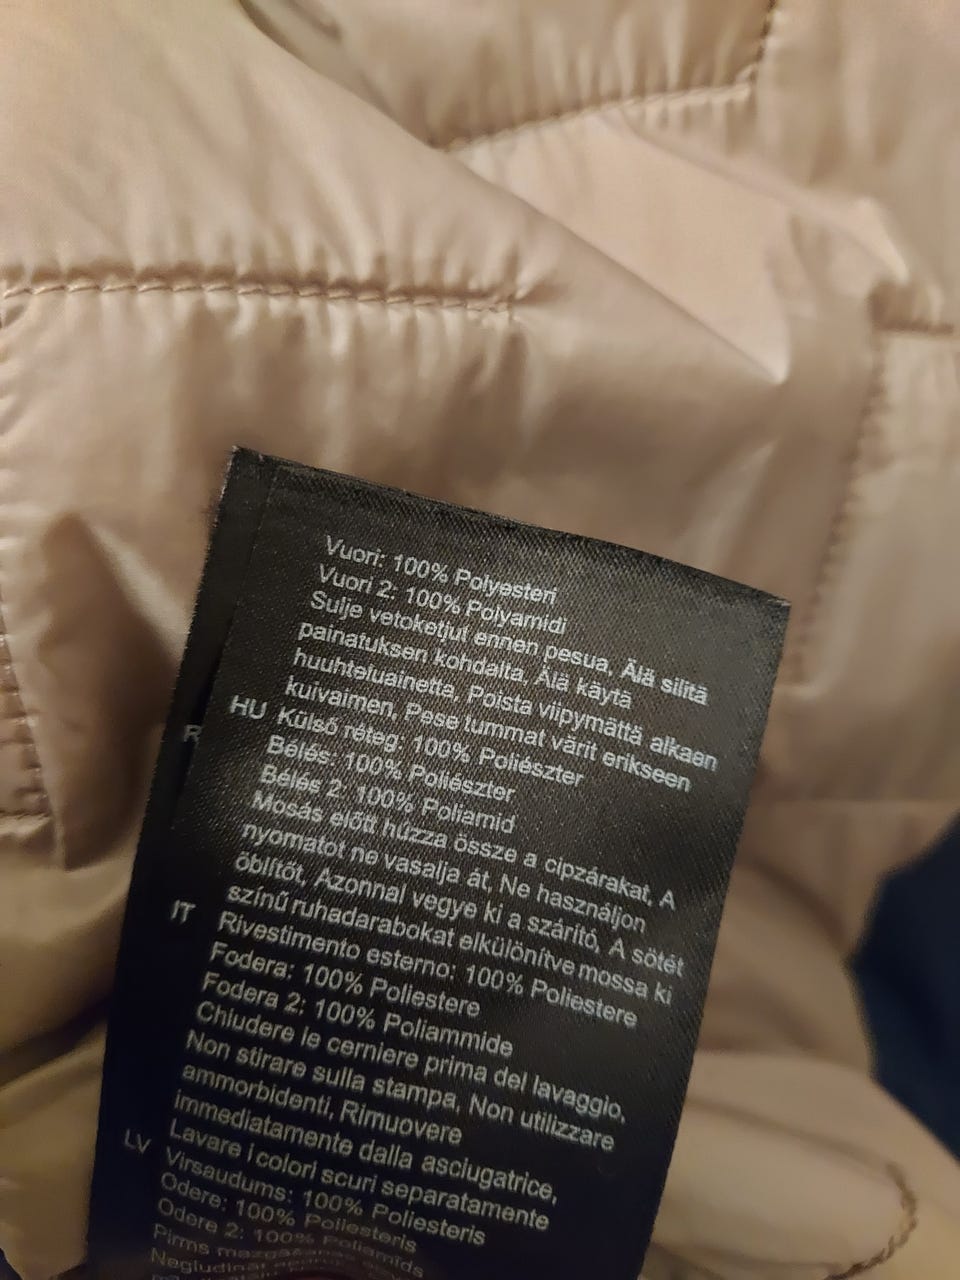 Vuori: 100% Polyesteri
Vuori 2: 100% Polyamidi
Sulje vetoketjut ennen pesua, Älä silitä
painatuksen kohdalta, Älä käytä
huuhteluainetta, Poista viipymättä alkaen
kuivaimen, Pese tummat värit erikseen
HU Külső réteg: 100% Poliészter
Bélés: 100% Poliészter
Bélés 2: 100% Poliamid
Mosás előtt húzza össze a cipzárakat, A
nyomatot ne vasalja át, Ne használjon
öblítőt, Azonnal vegye ki a szárító, A sötét
színű ruhadarabokat elkülönítve mossa ki
IT Rivestimento esterno: 100% Poliestere
Fodera: 100% Poliestere
Fodera 2: 100% Poliammide
Chiudere le cerniere prima del lavaggio,
Non stirare sulla stampa, Non utilizzare
ammorbidenti, Rimuovere
immediatamente dalla asciugatrice,
Lavare i colori scuri separatamente
LV Virsaudums: 100% Poliesteris
Odere: 100% Poliesteris
Odere 2: 100% Poliamids
Pirms